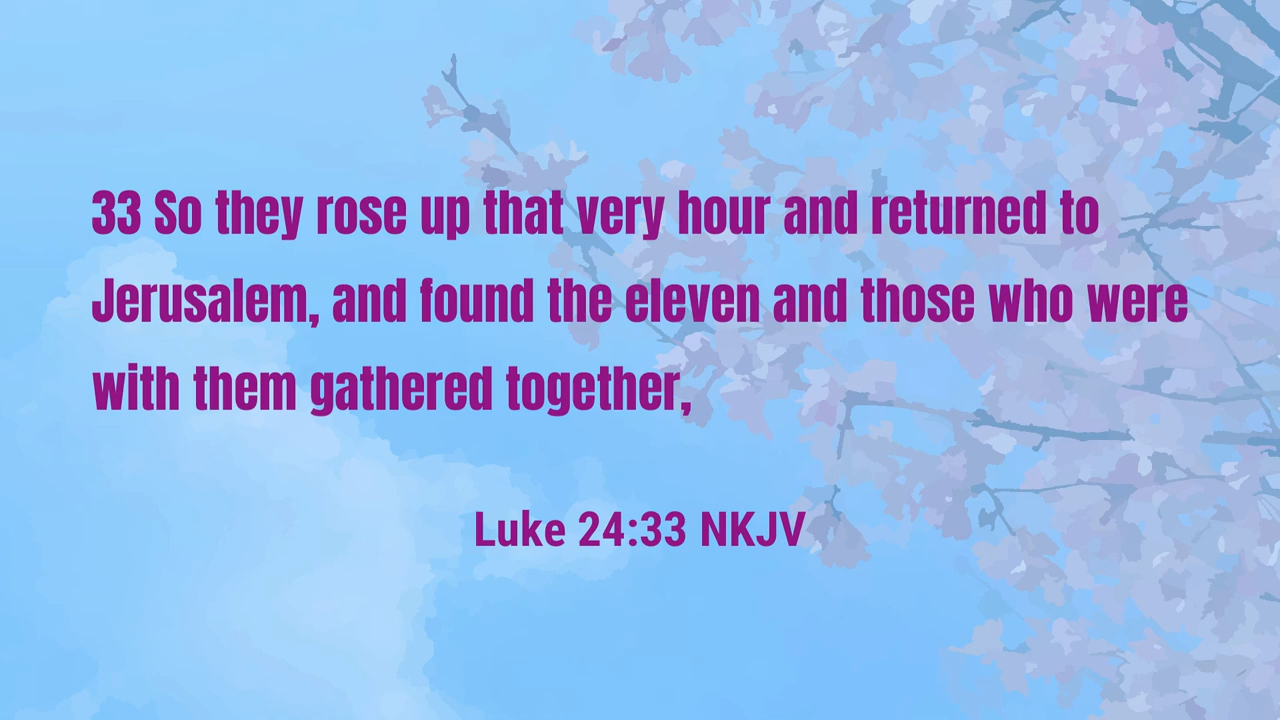 33 So they rose up that very hour and returned to
Jerusalem, and found the eleven and those who were
with them gathered together,
Luke 24:33 NKJV